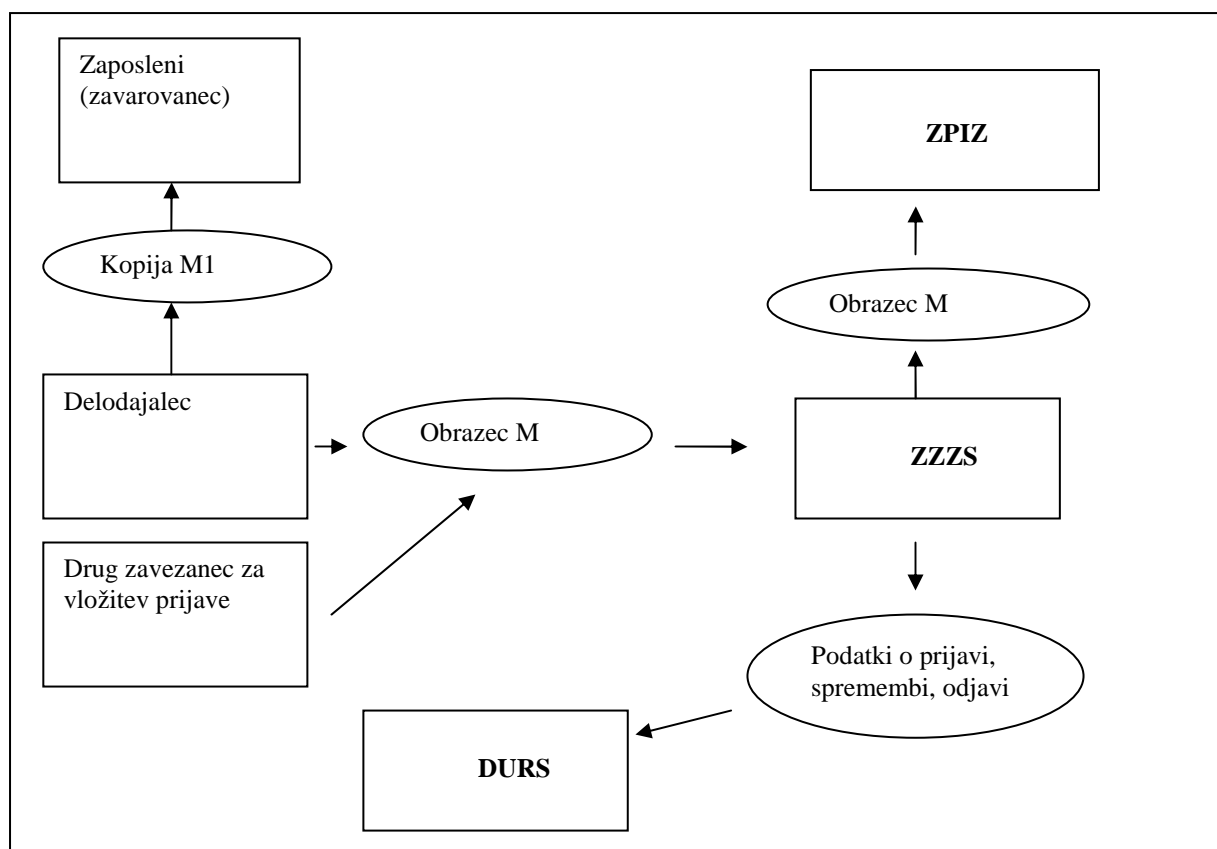 Zaposleni
(zavarovanec)
ZPIZ
Kopija M1
Obrazec M
Delodajalec
Obrazec M
ZZZS
Drug zavezanec za
vložitev prijave
Podatki o prijavi,
spremembi, odjavi
DURS